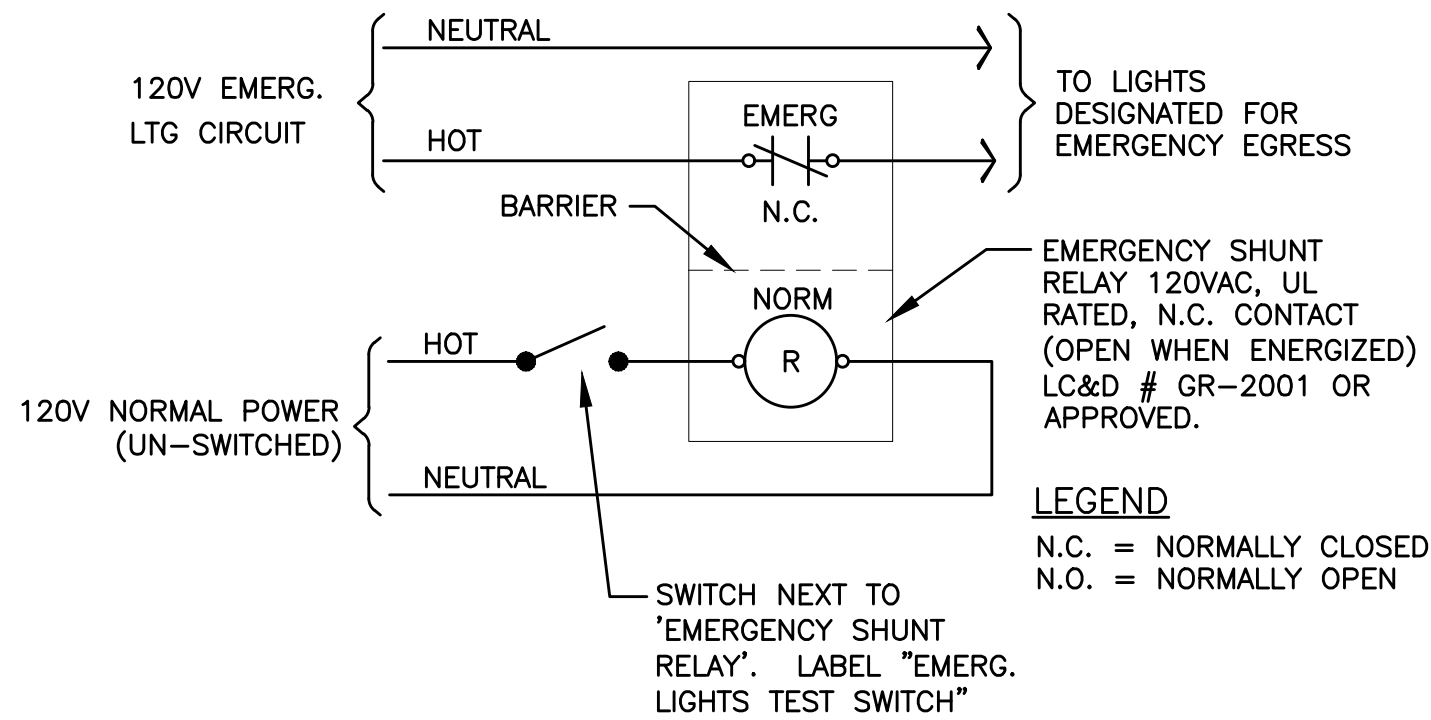 NEUTRAL
120V EMERG.
LTG CIRCUIT
HOT
EMERG
N.C.
TO LIGHTS
DESIGNATED FOR
EMERGENCY EGRESS
BARRIER
EMERGENCY SHUNT
RELAY 120VAC, UL
RATED, N.C. CONTACT
(OPEN WHEN ENERGIZED)
LC&D # GR-2001 OR
APPROVED.
NORM
R
HOT
120V NORMAL POWER
(UN-SWITCHED)
NEUTRAL
LEGEND
N.C. = NORMALLY CLOSED
N.O. = NORMALLY OPEN
SWITCH NEXT TO
'EMERGENCY SHUNT
RELAY'. LABEL "EMERG.
LIGHTS TEST SWITCH"